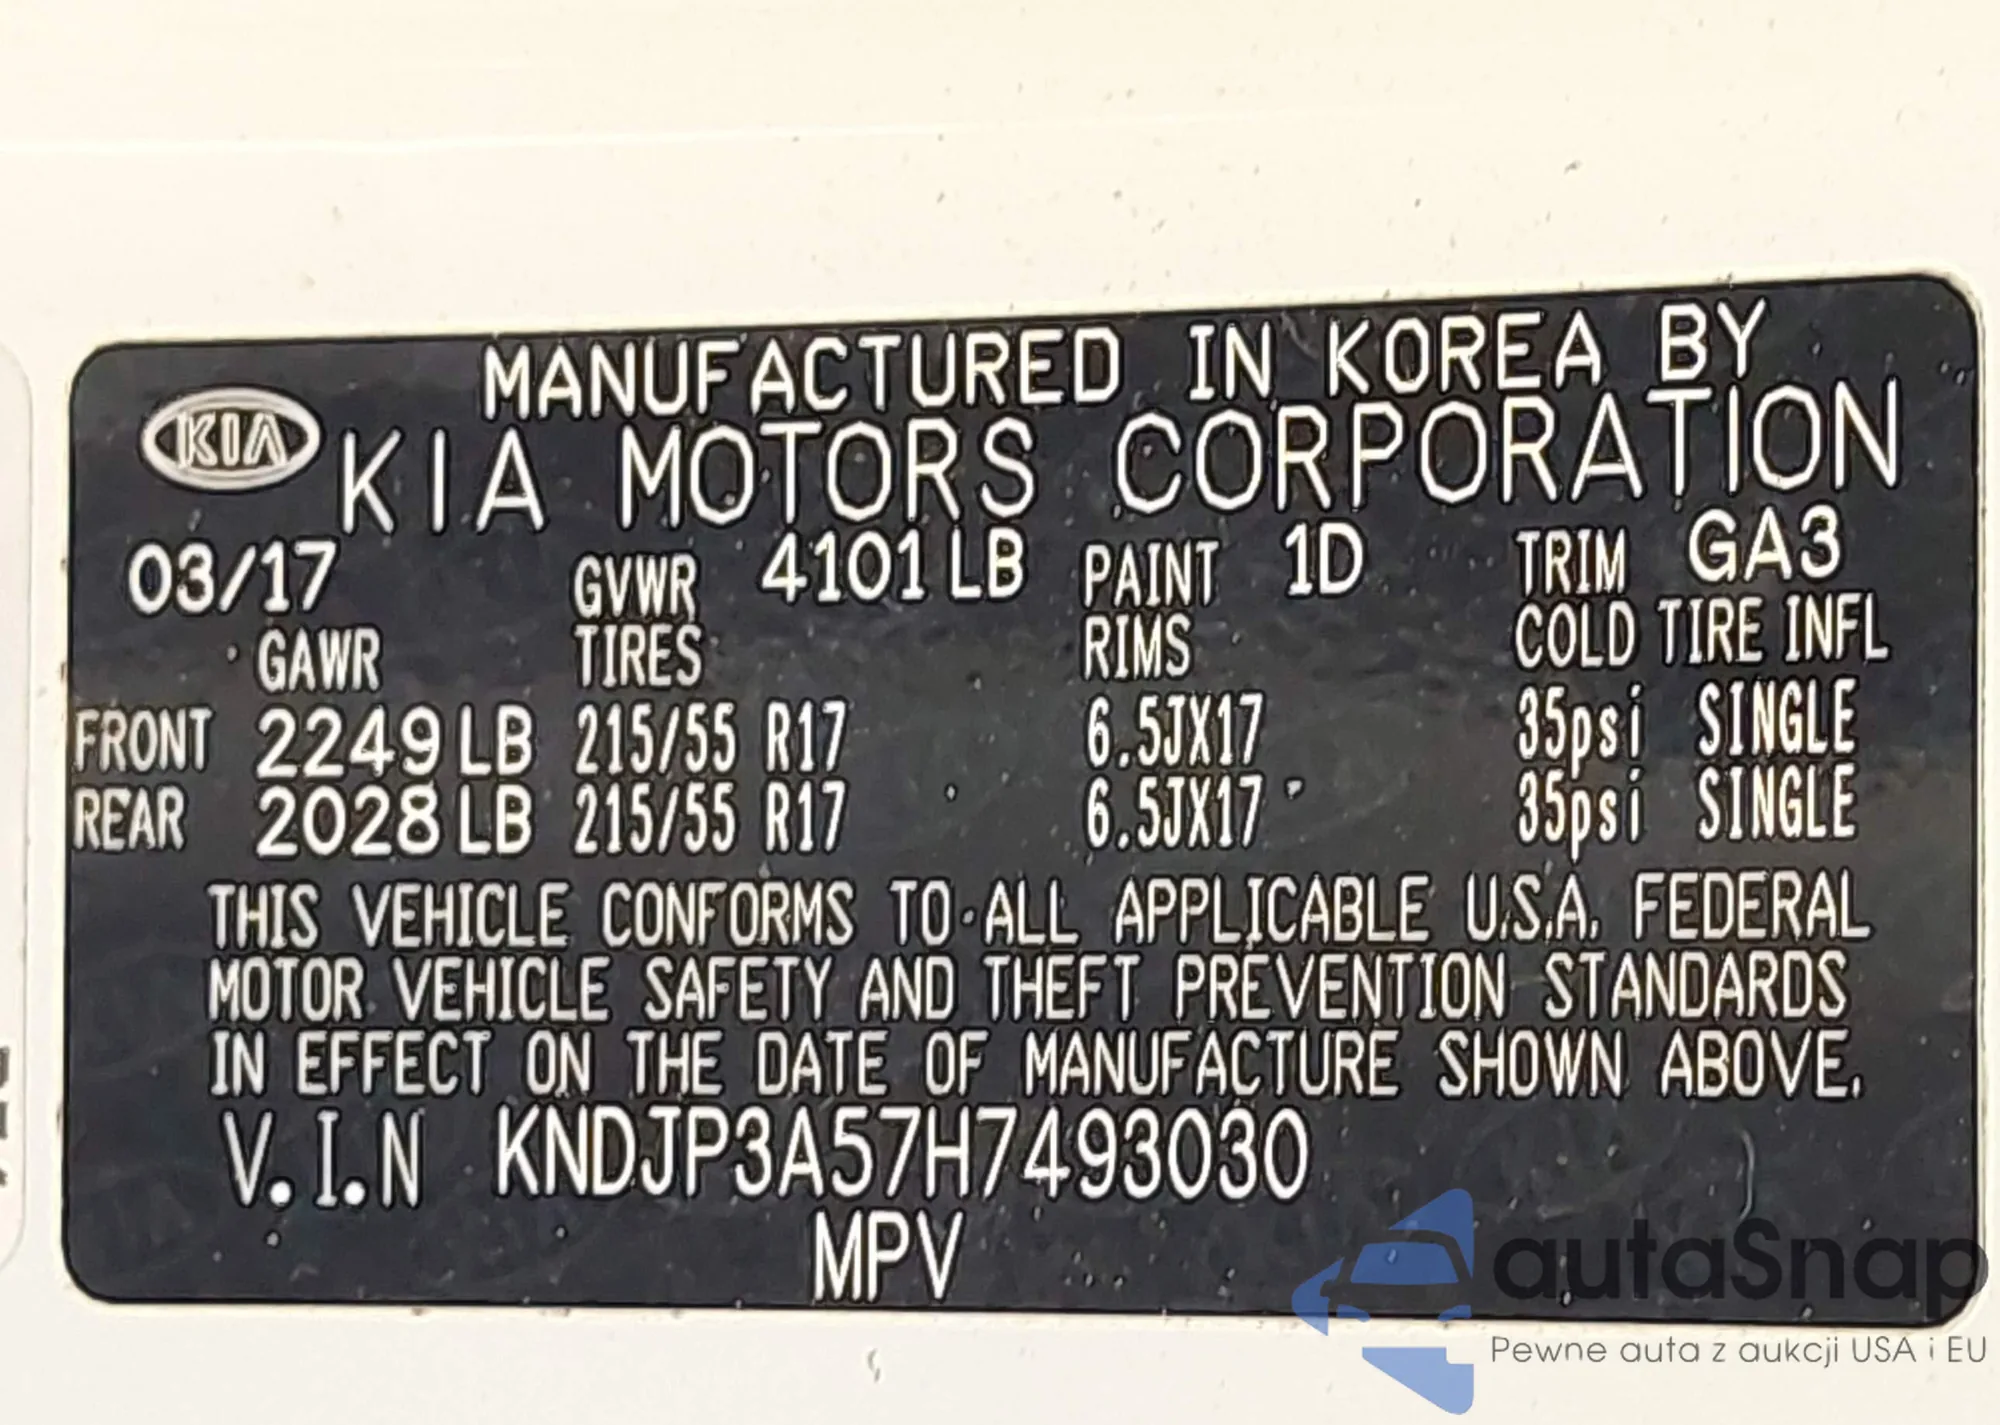 MANUFACTURED IN KOREA BY
KIA KIA MOTORS CORPORATION
03/17 GVWR 4101 LB PAINT 1D TRIM GA3
GAWR TIRES RIMS COLD TIRE INFL
FRONT 2249 LB 215/55 R17 6.5JX17 35psi SINGLE
REAR 2028 LB 215/55 R17 6.5JX17 35psi SINGLE
THIS VEHICLE CONFORMS TO ALL APPLICABLE U.S.A. FEDERAL
MOTOR VEHICLE SAFETY AND THEFT PREVENTION STANDARDS
IN EFFECT ON THE DATE OF MANUFACTURE SHOWN ABOVE.
V.I.N KNDJP3A57H7493030
MPV
autaSnap
Pewne auta z aukcji USA i EU